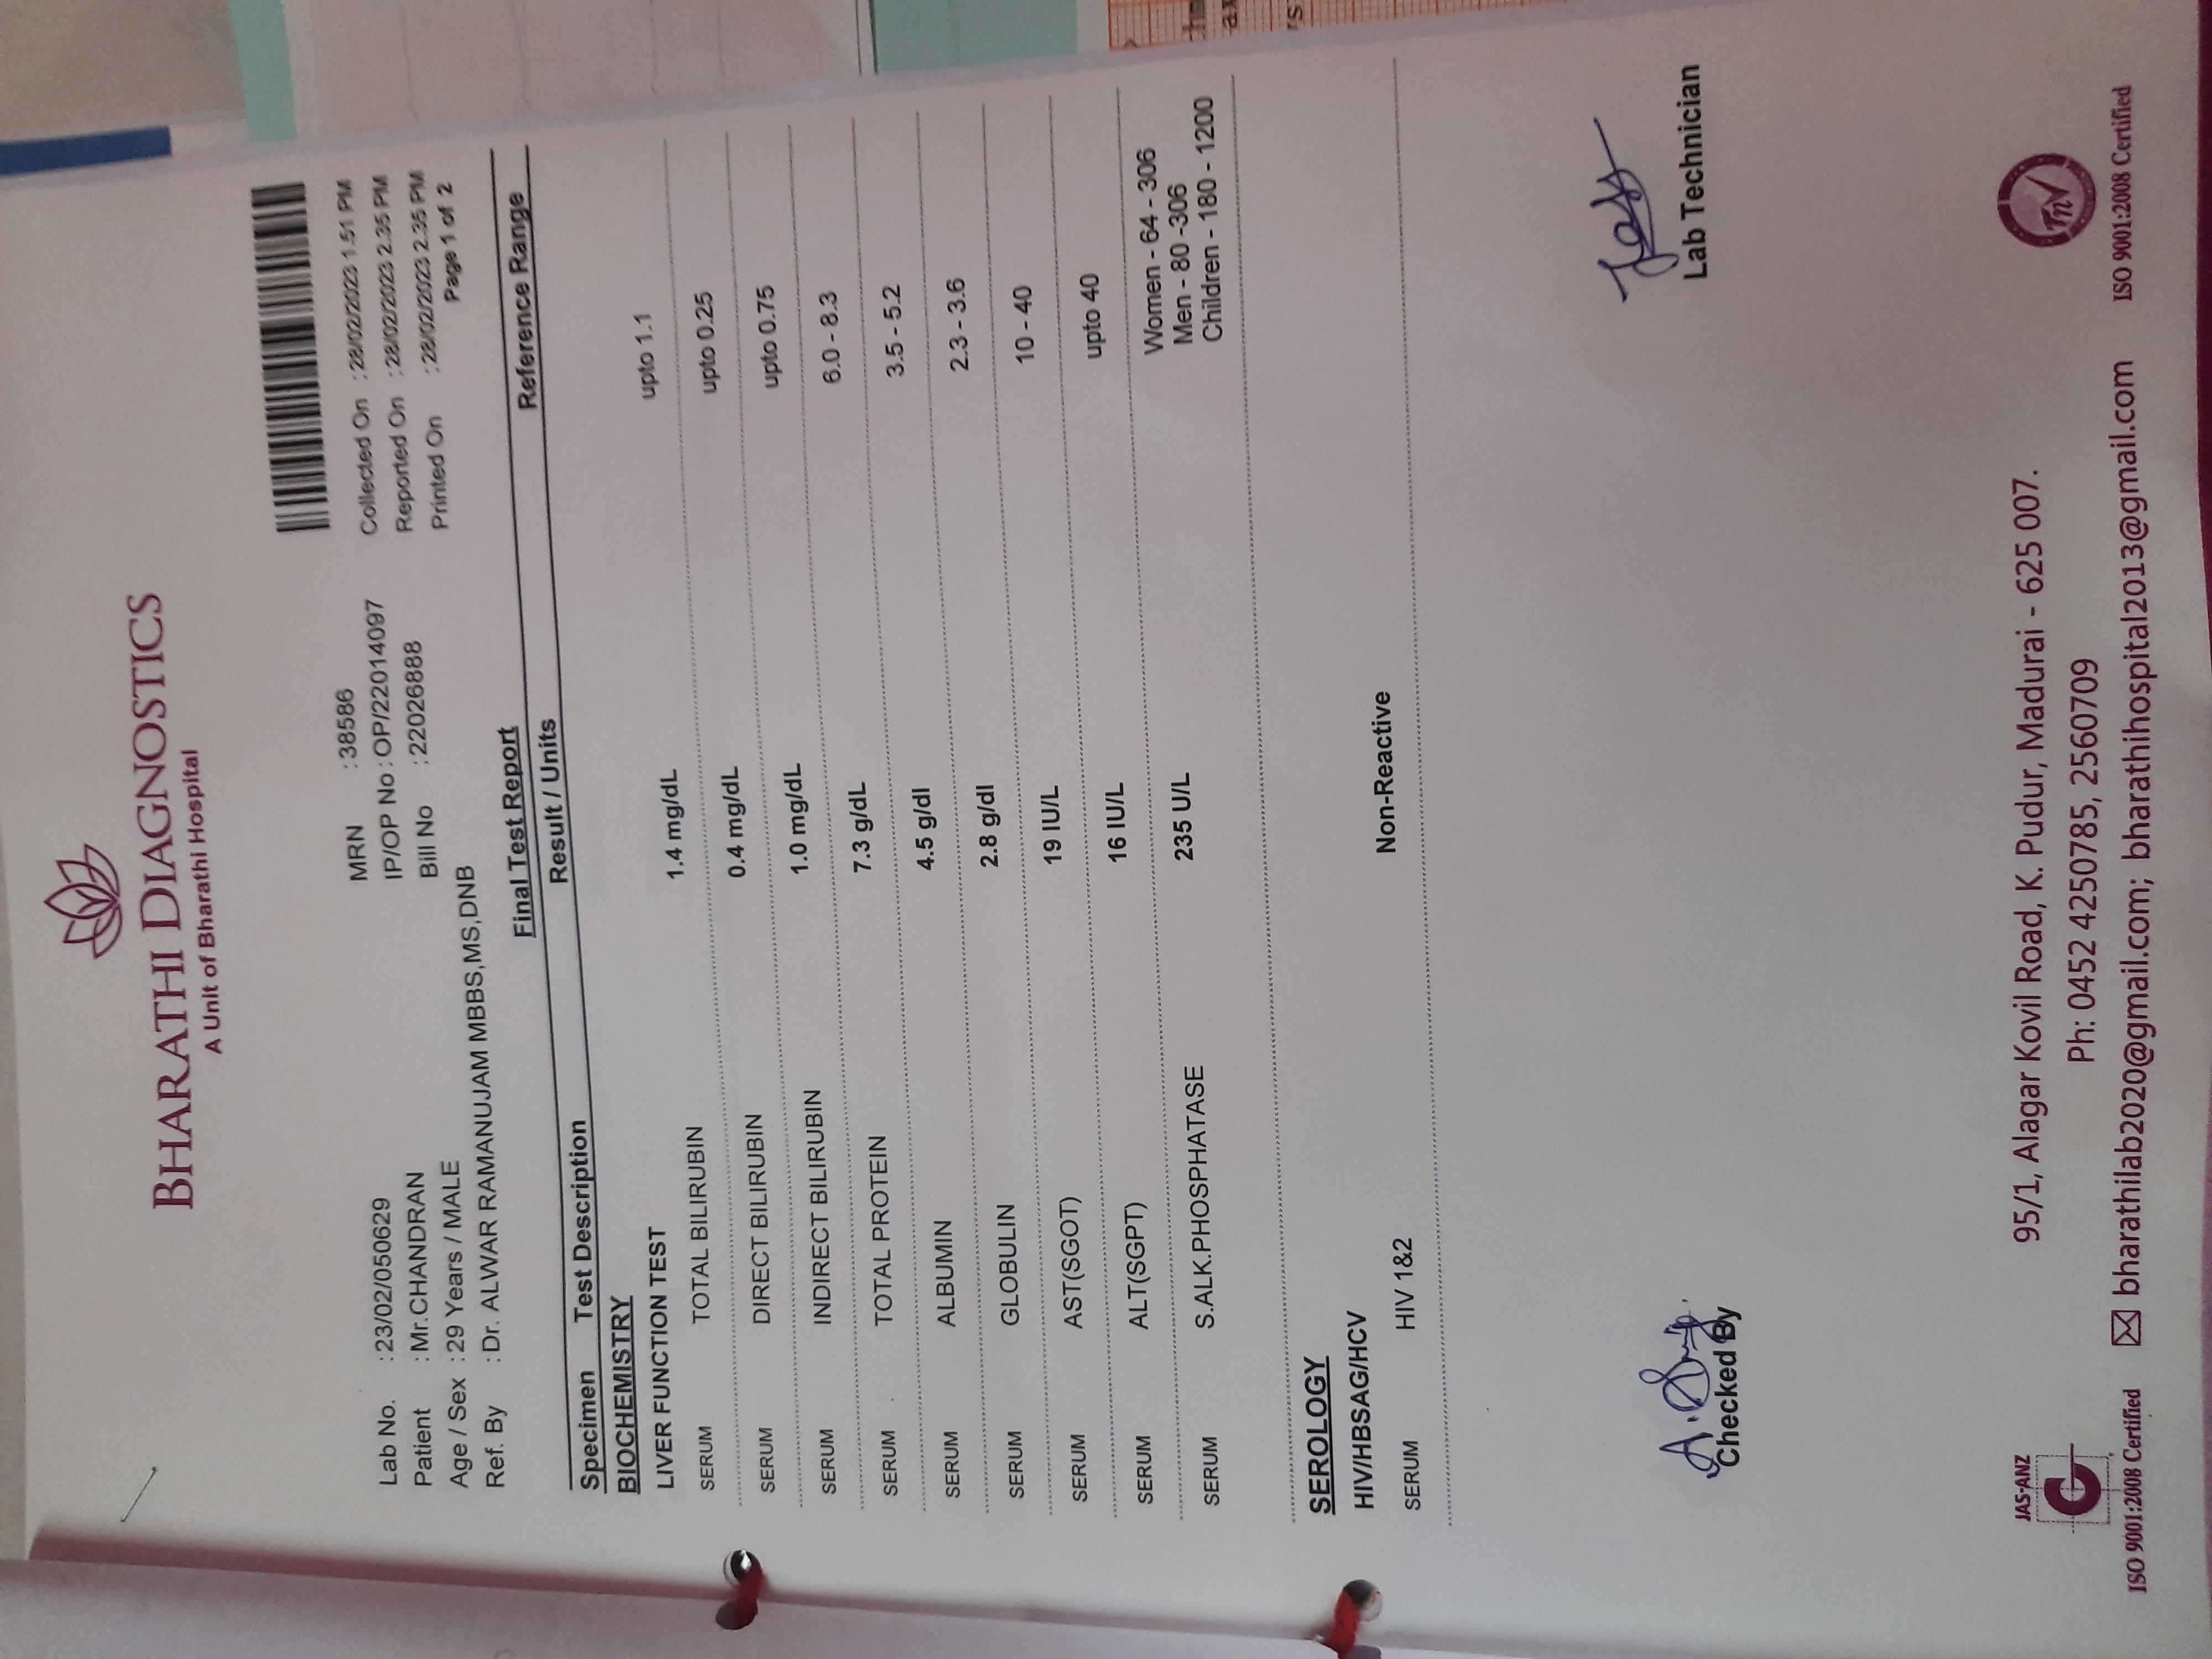 BHARATHI DIAGNOSTICS
A Unit of Bharathi Hospital
Lab No. : 23/02/050629
Patient : Mr.CHANDRAN
Age / Sex : 29 Years / MALE
Ref. By : Dr. ALWAR RAMANUJAM MBBS,MS,DNB
MRN : 38586
IP/OP No : OP/22014097
Bill No : 22026888
Collected On : 28/02/2023 1.51 PM
Reported On : 28/02/2023 2.35 PM
Printed On : 28/02/2023 2.35 PM
Page 1 of 2
Final Test Report
Specimen Test Description Result / Units Reference Range
BIOCHEMISTRY
LIVER FUNCTION TEST
SERUM TOTAL BILIRUBIN 1.4 mg/dL upto 1.1
SERUM DIRECT BILIRUBIN 0.4 mg/dL upto 0.25
SERUM INDIRECT BILIRUBIN 1.0 mg/dL upto 0.75
SERUM TOTAL PROTEIN 7.3 g/dL 6.0 - 8.3
SERUM ALBUMIN 4.5 g/dl 3.5 - 5.2
SERUM GLOBULIN 2.8 g/dl 2.3 - 3.6
SERUM AST(SGOT) 19 IU/L 10 - 40
SERUM ALT(SGPT) 16 IU/L upto 40
SERUM S.ALK.PHOSPHATASE 235 U/L Women - 64 - 306
Men - 80 -306
Children - 180 - 1200
SEROLOGY
HIV/HBSAG/HCV
SERUM HIV 1&2 Non-Reactive
Checked By
Lab Technician
JAS-ANZ
ISO 9001:2008 Certified
95/1, Alagar Kovil Road, K. Pudur, Madurai - 625 007.
Ph: 0452 4250785, 2560709
bharathilab2020@gmail.com; bharathihospital2013@gmail.com
TnV
ISO 9001:2008 Certified